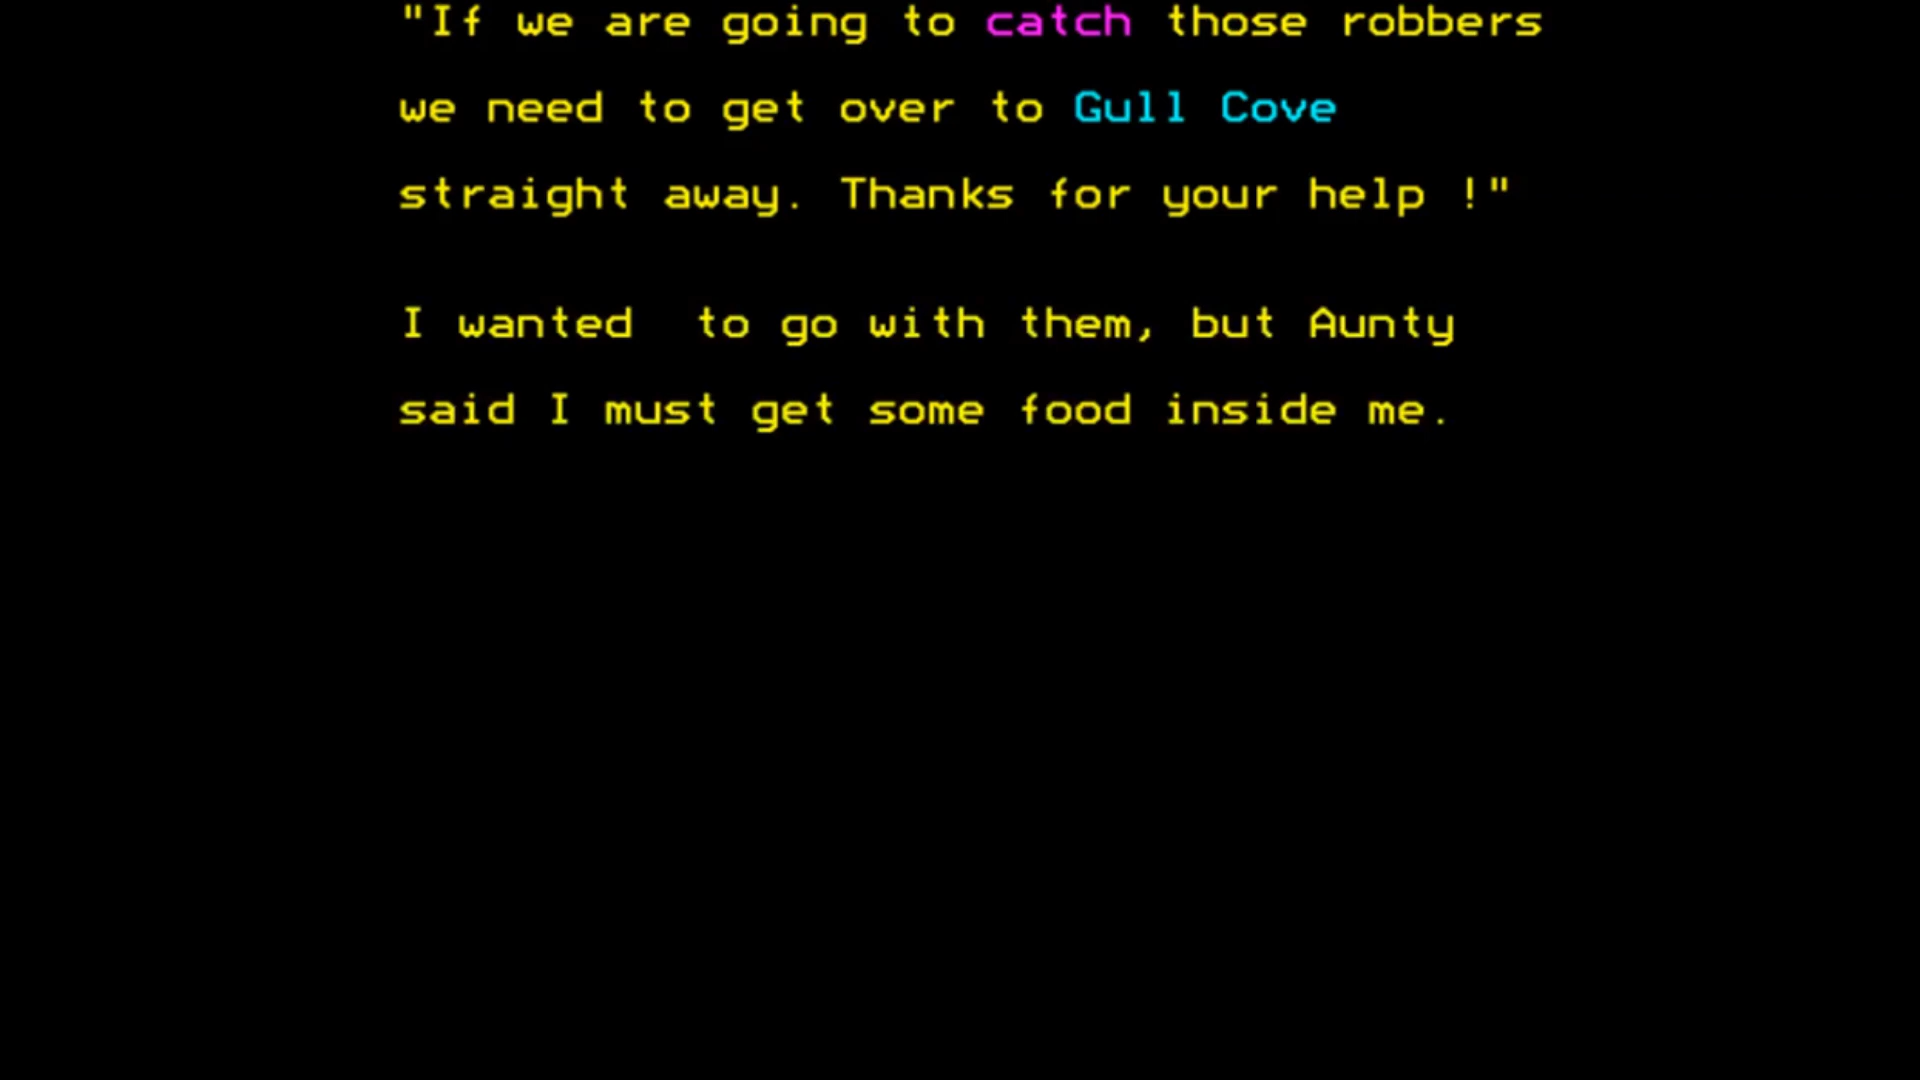 "If we are going to catch those robbers
we need to get over to Gull Cove
straight away. Thanks for your help !"
I wanted  to go with them, but Aunty
said I must get some food inside me.